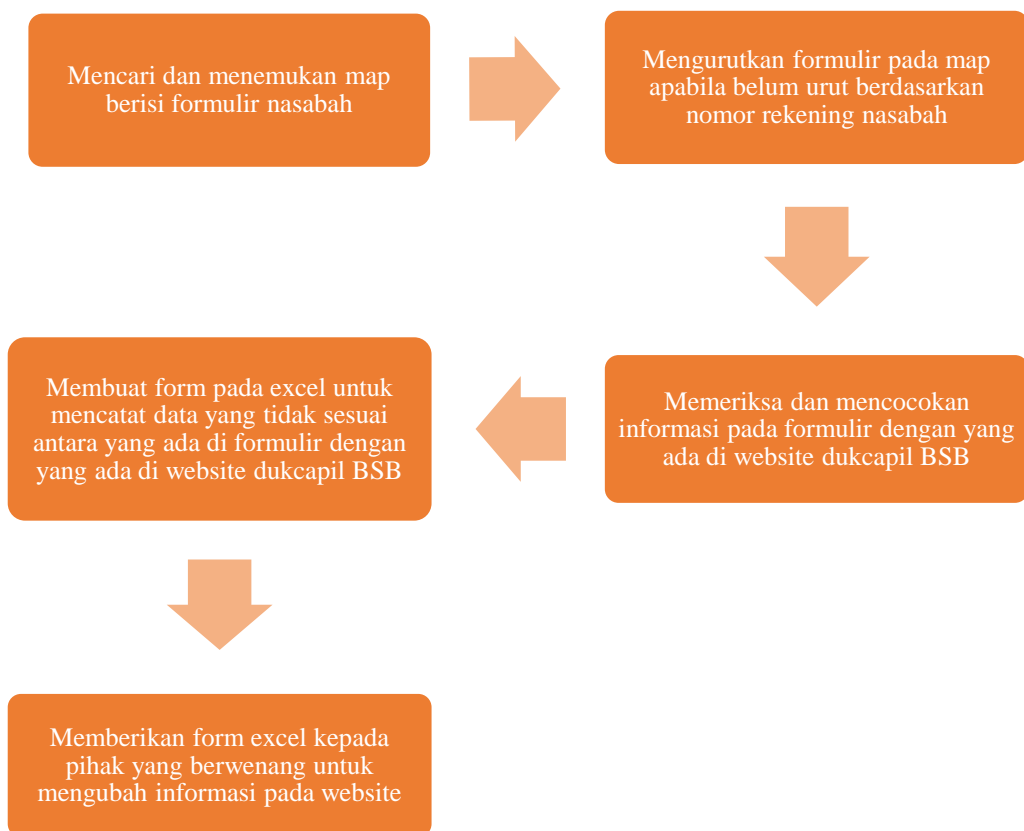 Mencari dan menemukan map
berisi formulir nasabah
Mengurutkan formulir pada map
apabila belum urut berdasarkan
nomor rekening nasabah
Memeriksa dan mencocokan
informasi pada formulir dengan yang
ada di website dukcapil BSB
Membuat form pada excel untuk
mencatat data yang tidak sesuai
antara yang ada di formulir dengan
yang ada di website dukcapil BSB
Memberikan form excel kepada
pihak yang berwenang untuk
mengubah informasi pada website